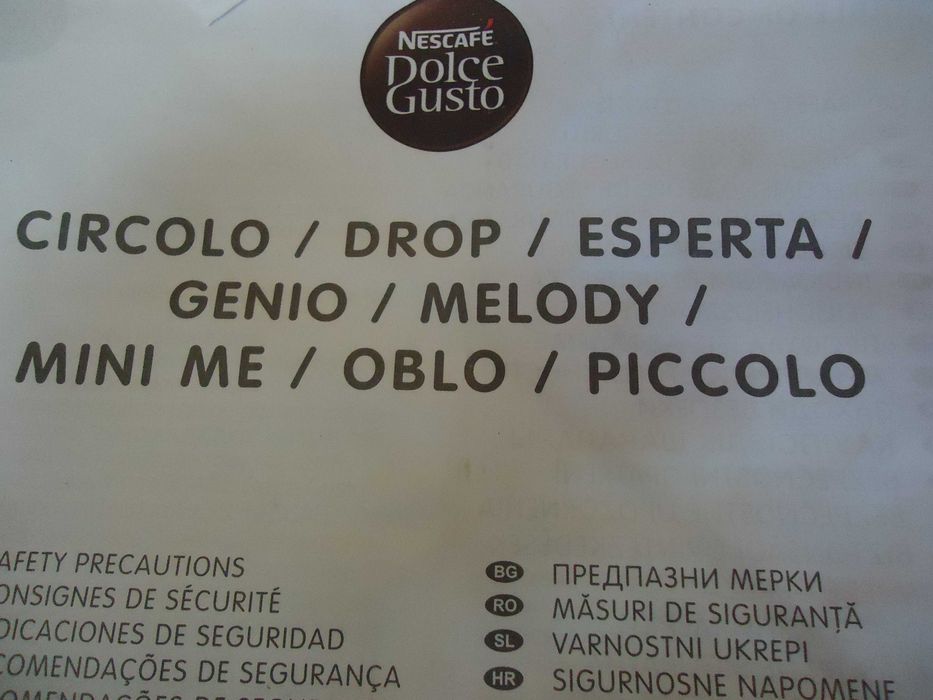 NESCAFÉ
Dolce
Gusto
CIRCOLO / DROP / ESPERTA /
GENIO / MELODY /
MINI ME / OBLO / PICCOLO
AFETY PRECAUTIONS
ONSIGNES DE SÉCURITÉ
DICACIONES DE SEGURIDAD
COMENDAÇÕES DE SEGURANÇA
BG ПРЕДПАЗНИ МЕРКИ
RO MĂSURI DE SIGURANȚĂ
SL VARNOSTNI UKREPI
HR SIGURNOSNE NAPOMENE